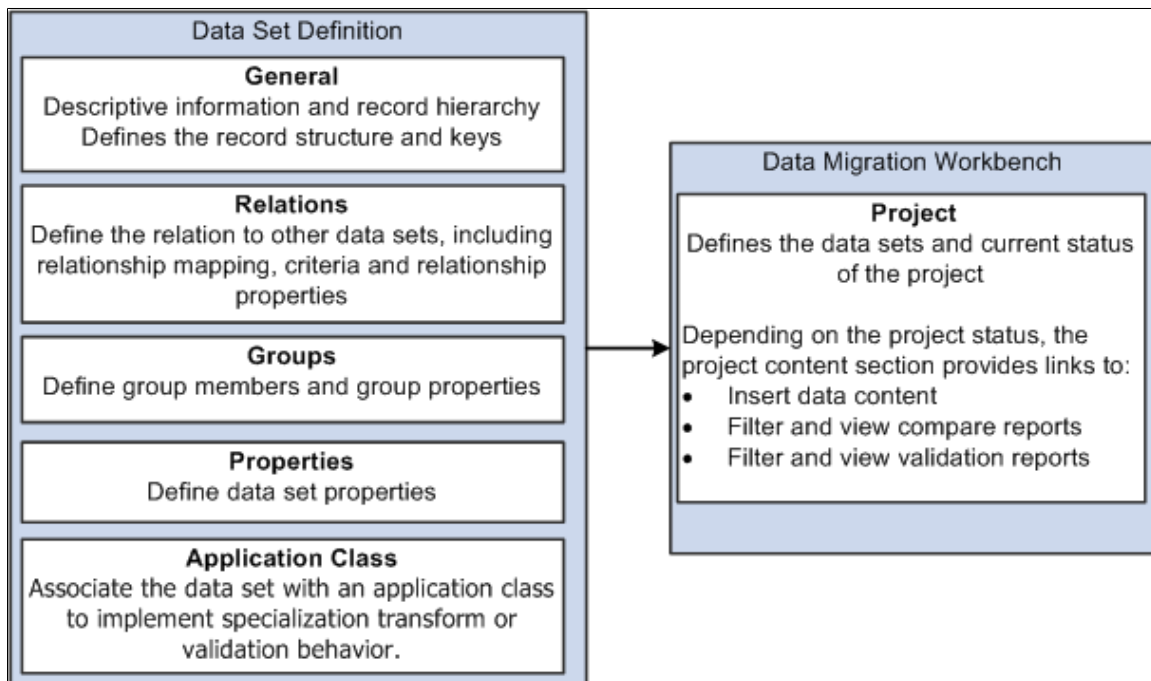 Data Set Definition
General
Descriptive information and record hierarchy
Defines the record structure and keys
Relations
Define the relation to other data sets, including
relationship mapping, criteria and relationship
properties
Groups
Define group members and group properties
Properties
Define data set properties
Application Class
Associate the data set with an application class
to implement specialization transform or
validation behavior.
Data Migration Workbench
Project
Defines the data sets and current status
of the project
Depending on the project status, the
project content section provides links to:
• Insert data content
• Filter and view compare reports
• Filter and view validation reports